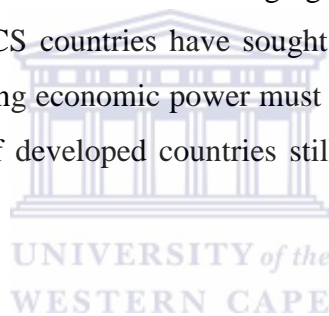 CS countries have sought
ng economic power must
f developed countries stil
UNIVERSITY of the
WESTERN CAPE